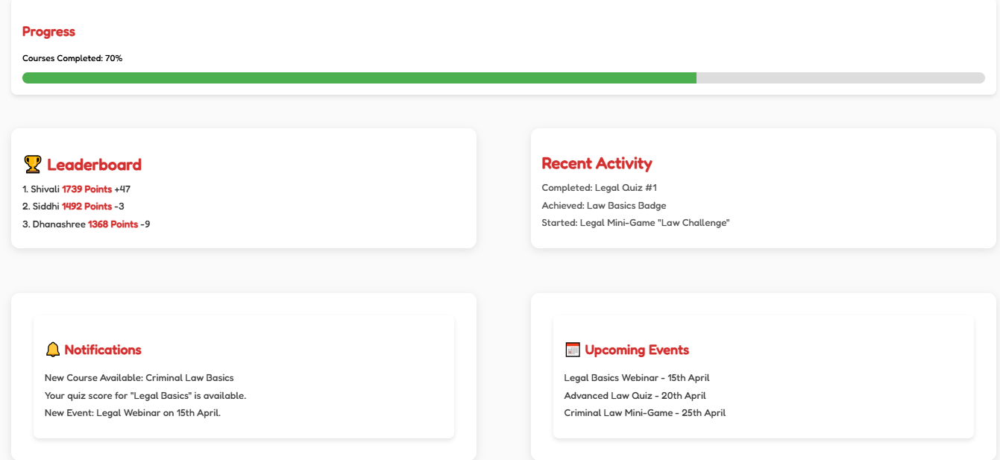 Progress
Courses Completed: 70%
Leaderboard
1. Shivali 1739 Points +47
2. Siddhi 1492 Points -3
3. Dhanashree 1368 Points -9
Recent Activity
Completed: Legal Quiz #1
Achieved: Law Basics Badge
Started: Legal Mini-Game "Law Challenge"
Notifications
New Course Available: Criminal Law Basics
Your quiz score for "Legal Basics" is available.
New Event: Legal Webinar on 15th April.
Upcoming Events
Legal Basics Webinar - 15th April
Advanced Law Quiz - 20th April
Criminal Law Mini-Game - 25th April